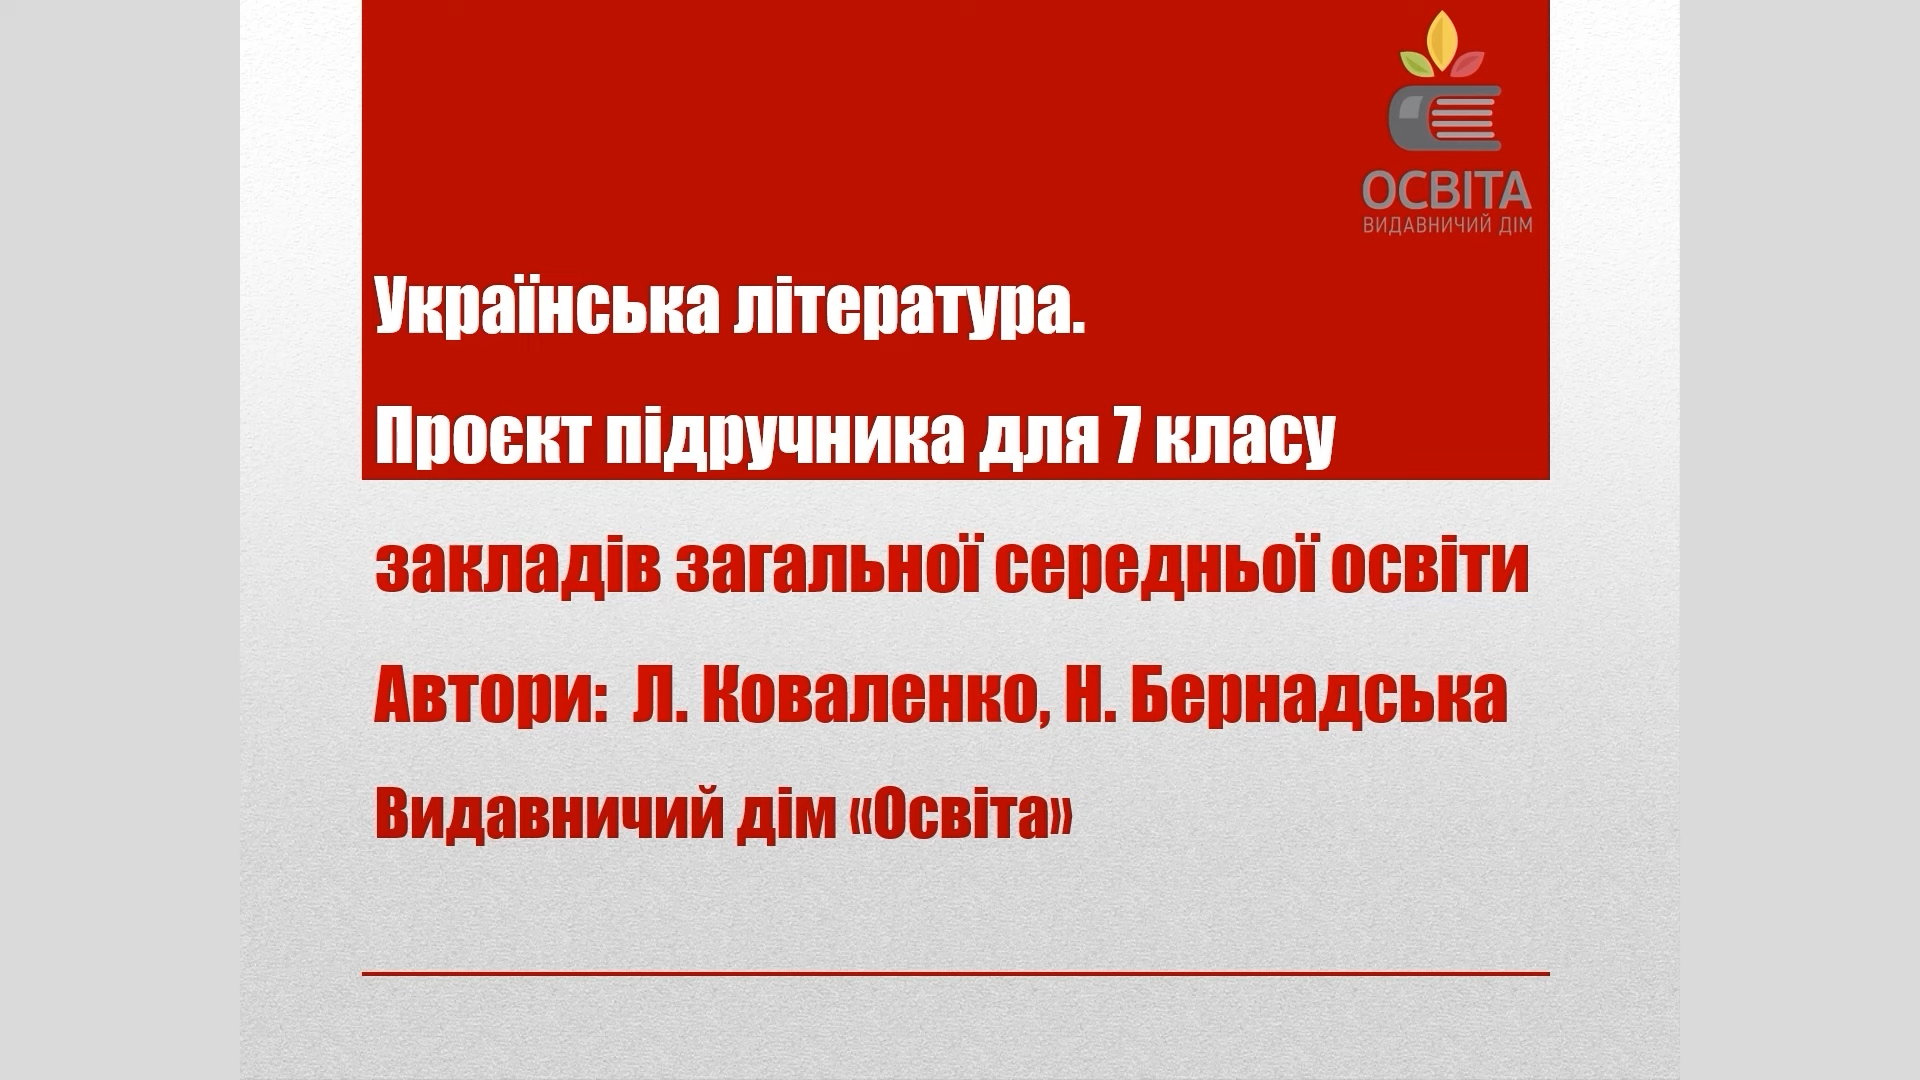 ОСВІТА
ВИДАВНИЧИЙ ДІМ
Українська література.
Проєкт підручника для 7 класу
закладів загальної середньої освіти
Автори: Л. Коваленко, Н. Бернадська
Видавничий дім «Освіта»